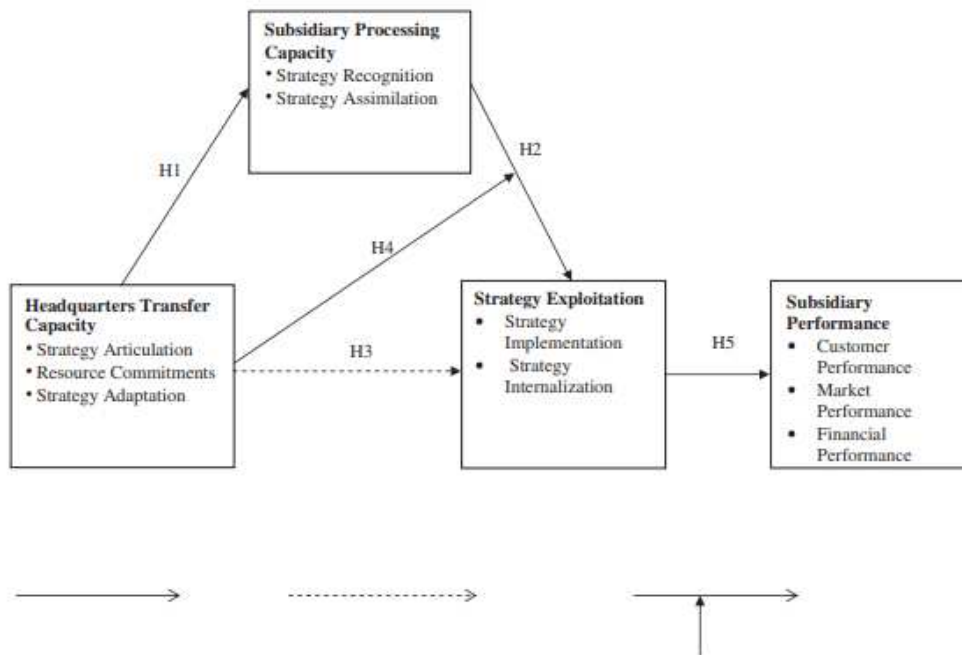 Subsidiary Processing
Capacity
• Strategy Recognition
• Strategy Assimilation
H1
H2
H4
Headquarters Transfer
Capacity
• Strategy Articulation
• Resource Commitments
• Strategy Adaptation
H3
Strategy Exploitation
• Strategy
Implementation
• Strategy
Internalization
H5
Subsidiary
Performance
• Customer
Performance
• Market
Performance
• Financial
Performance